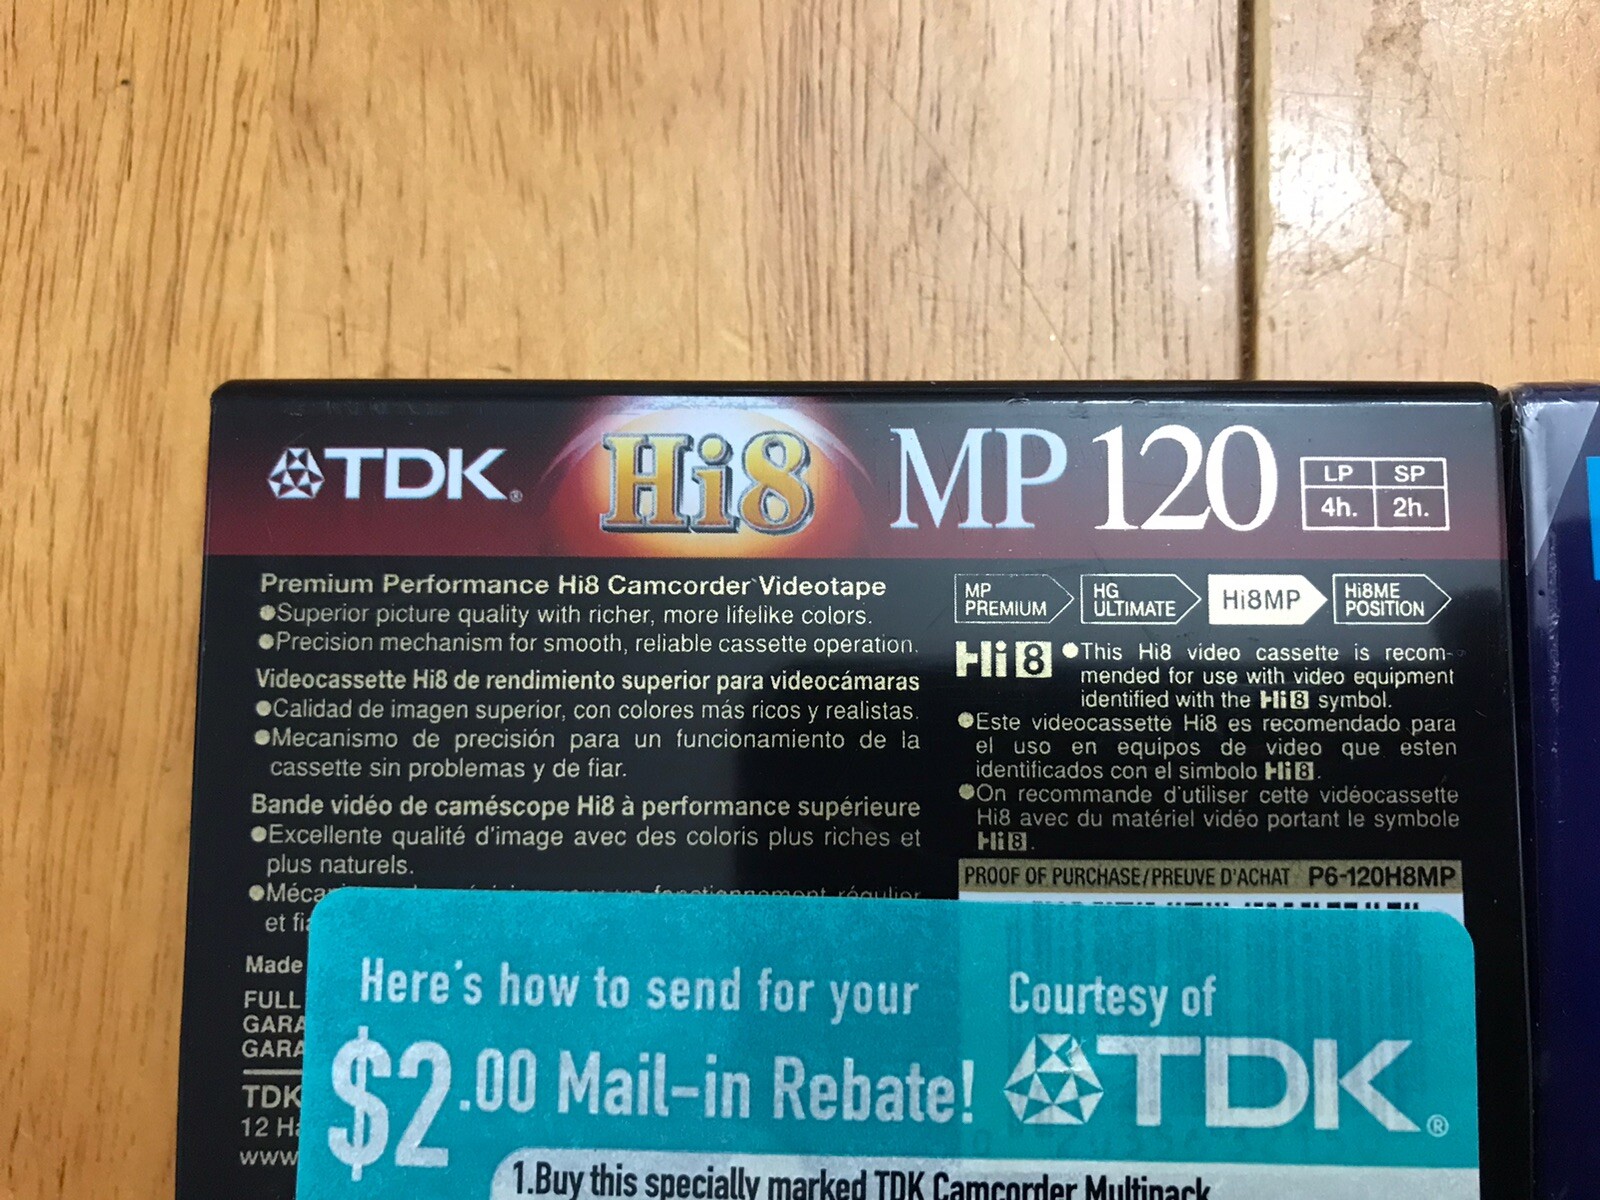 TDK®
Hi8
MP 120
LP SP
4h. 2h.
Premium Performance Hi8 Camcorder Videotape
●Superior picture quality with richer, more lifelike colors.
●Precision mechanism for smooth, reliable cassette operation.
Videocassette Hi8 de rendimiento superior para videocámaras
●Calidad de imagen superior, con colores más ricos y realistas.
●Mecanismo de precisión para un funcionamiento de la
cassette sin problemas y de fiar.
Bande vidéo de caméscope Hi8 à performance supérieure
●Excellente qualité d'image avec des coloris plus riches et
plus naturels.
fonctionnement régulier
et
Made
FULL
TDK
12
www
MP PREMIUM
HG ULTIMATE
Hi8MP
Hi8ME POSITION
Hi8 ●This Hi8 video cassette is recom-
mended for use with video equipment
identified with the Hi8 symbol.
●Este videocassette Hi8 es recomendado para
el uso en equipos de video que esten
identificados con el simbolo Hi8.
●On recommande d'utiliser cette vidéocassette
Hi8 avec du matériel vidéo portant le symbole
Hi8.
PROOF OF PURCHASE/PREUVE D'ACHAT P6-120H8MP
Here's how to send for your
$2.00 Mail-in Rebate!
Courtesy of
TDK®
1.Buy this specially marked TDK Camcorder Multipack